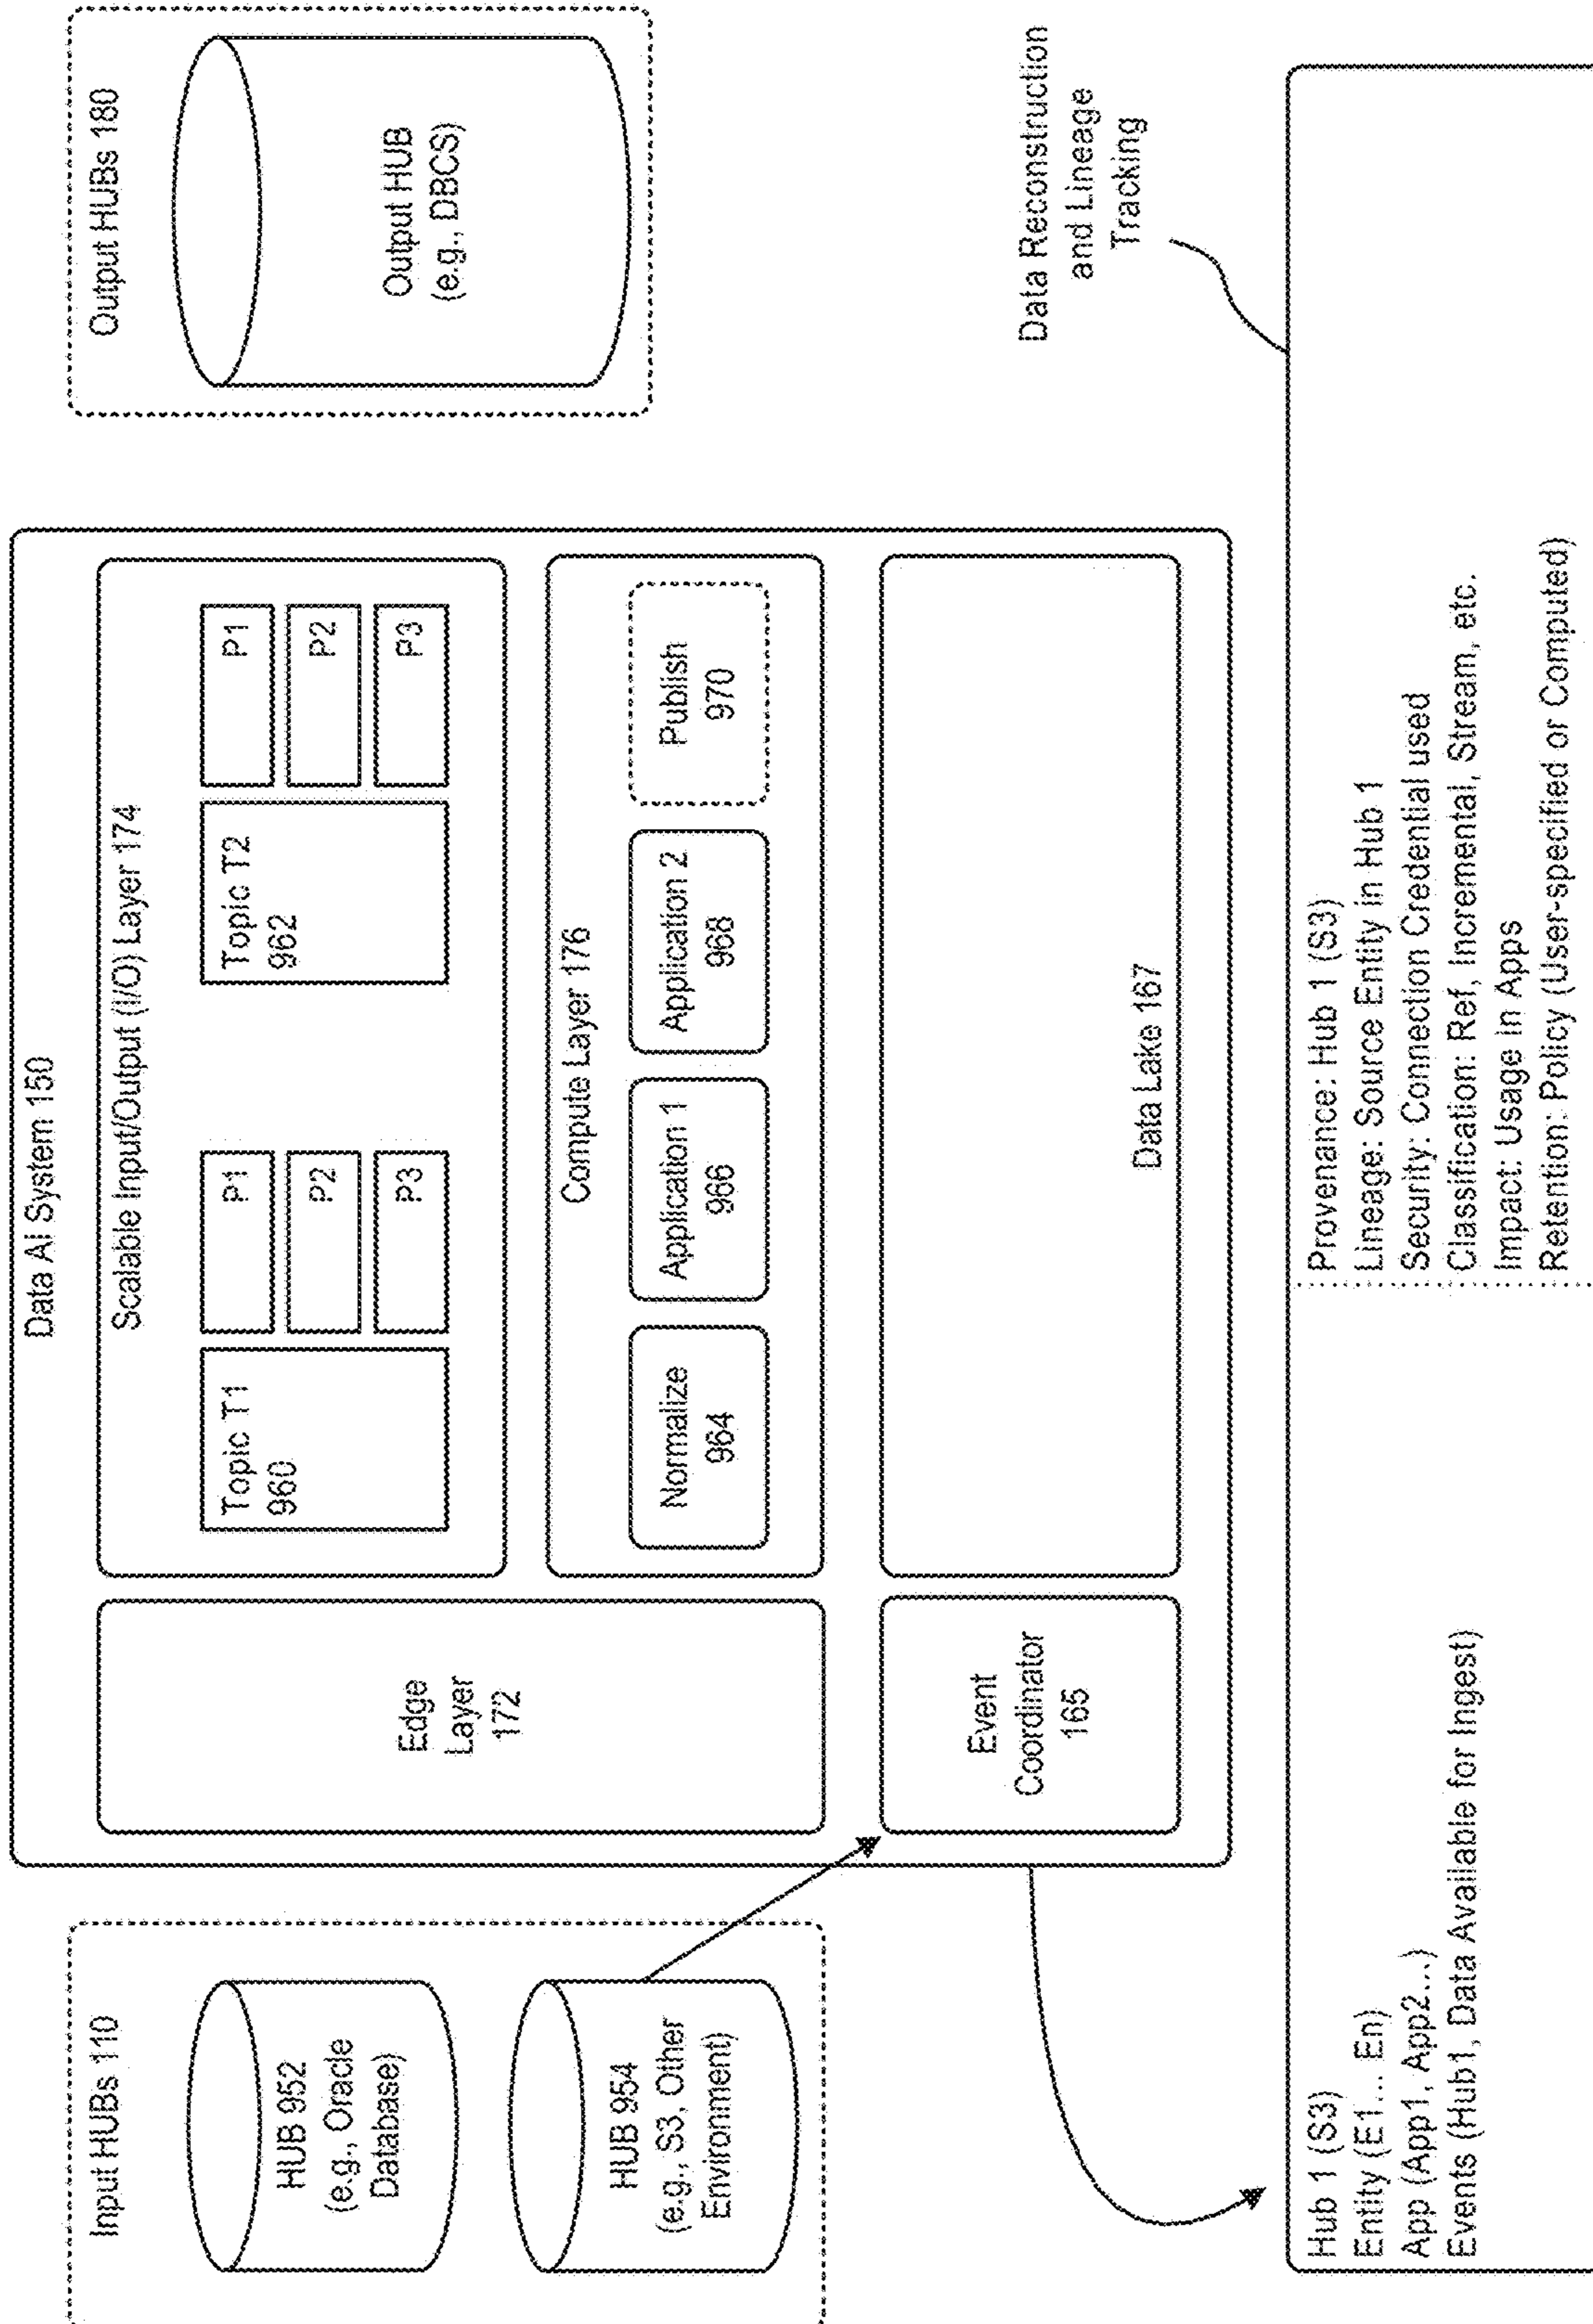 Data AI System 150
Input HUBs 110
HUB 952
(e.g., Oracle
Database)
HUB 954
(e.g., S3, Other
Environment)
Edge
Layer
172
Scalable Input/Output (I/O) Layer 174
Topic T1
960
P1
P2
P3
Topic T2
962
P1
P2
P3
Compute Layer 176
Normalize
964
Application 1
966
Application 2
968
Publish
970
Event
Coordinator
165
Data Lake 167
Output HUBs 180
Output HUB
(e.g., DBCS)
Data Reconstruction
and Lineage
Tracking
Hub 1 (S3)
Entity (E1... En)
App (App1, App2...)
Events (Hub1, Data Available for Ingest)
Provenance: Hub 1 (S3)
Lineage: Source Entity in Hub 1
Security: Connection Credential used
Classification: Ref, Incremental, Stream, etc.
Impact: Usage in Apps
Retention: Policy (User-specified or Computed)